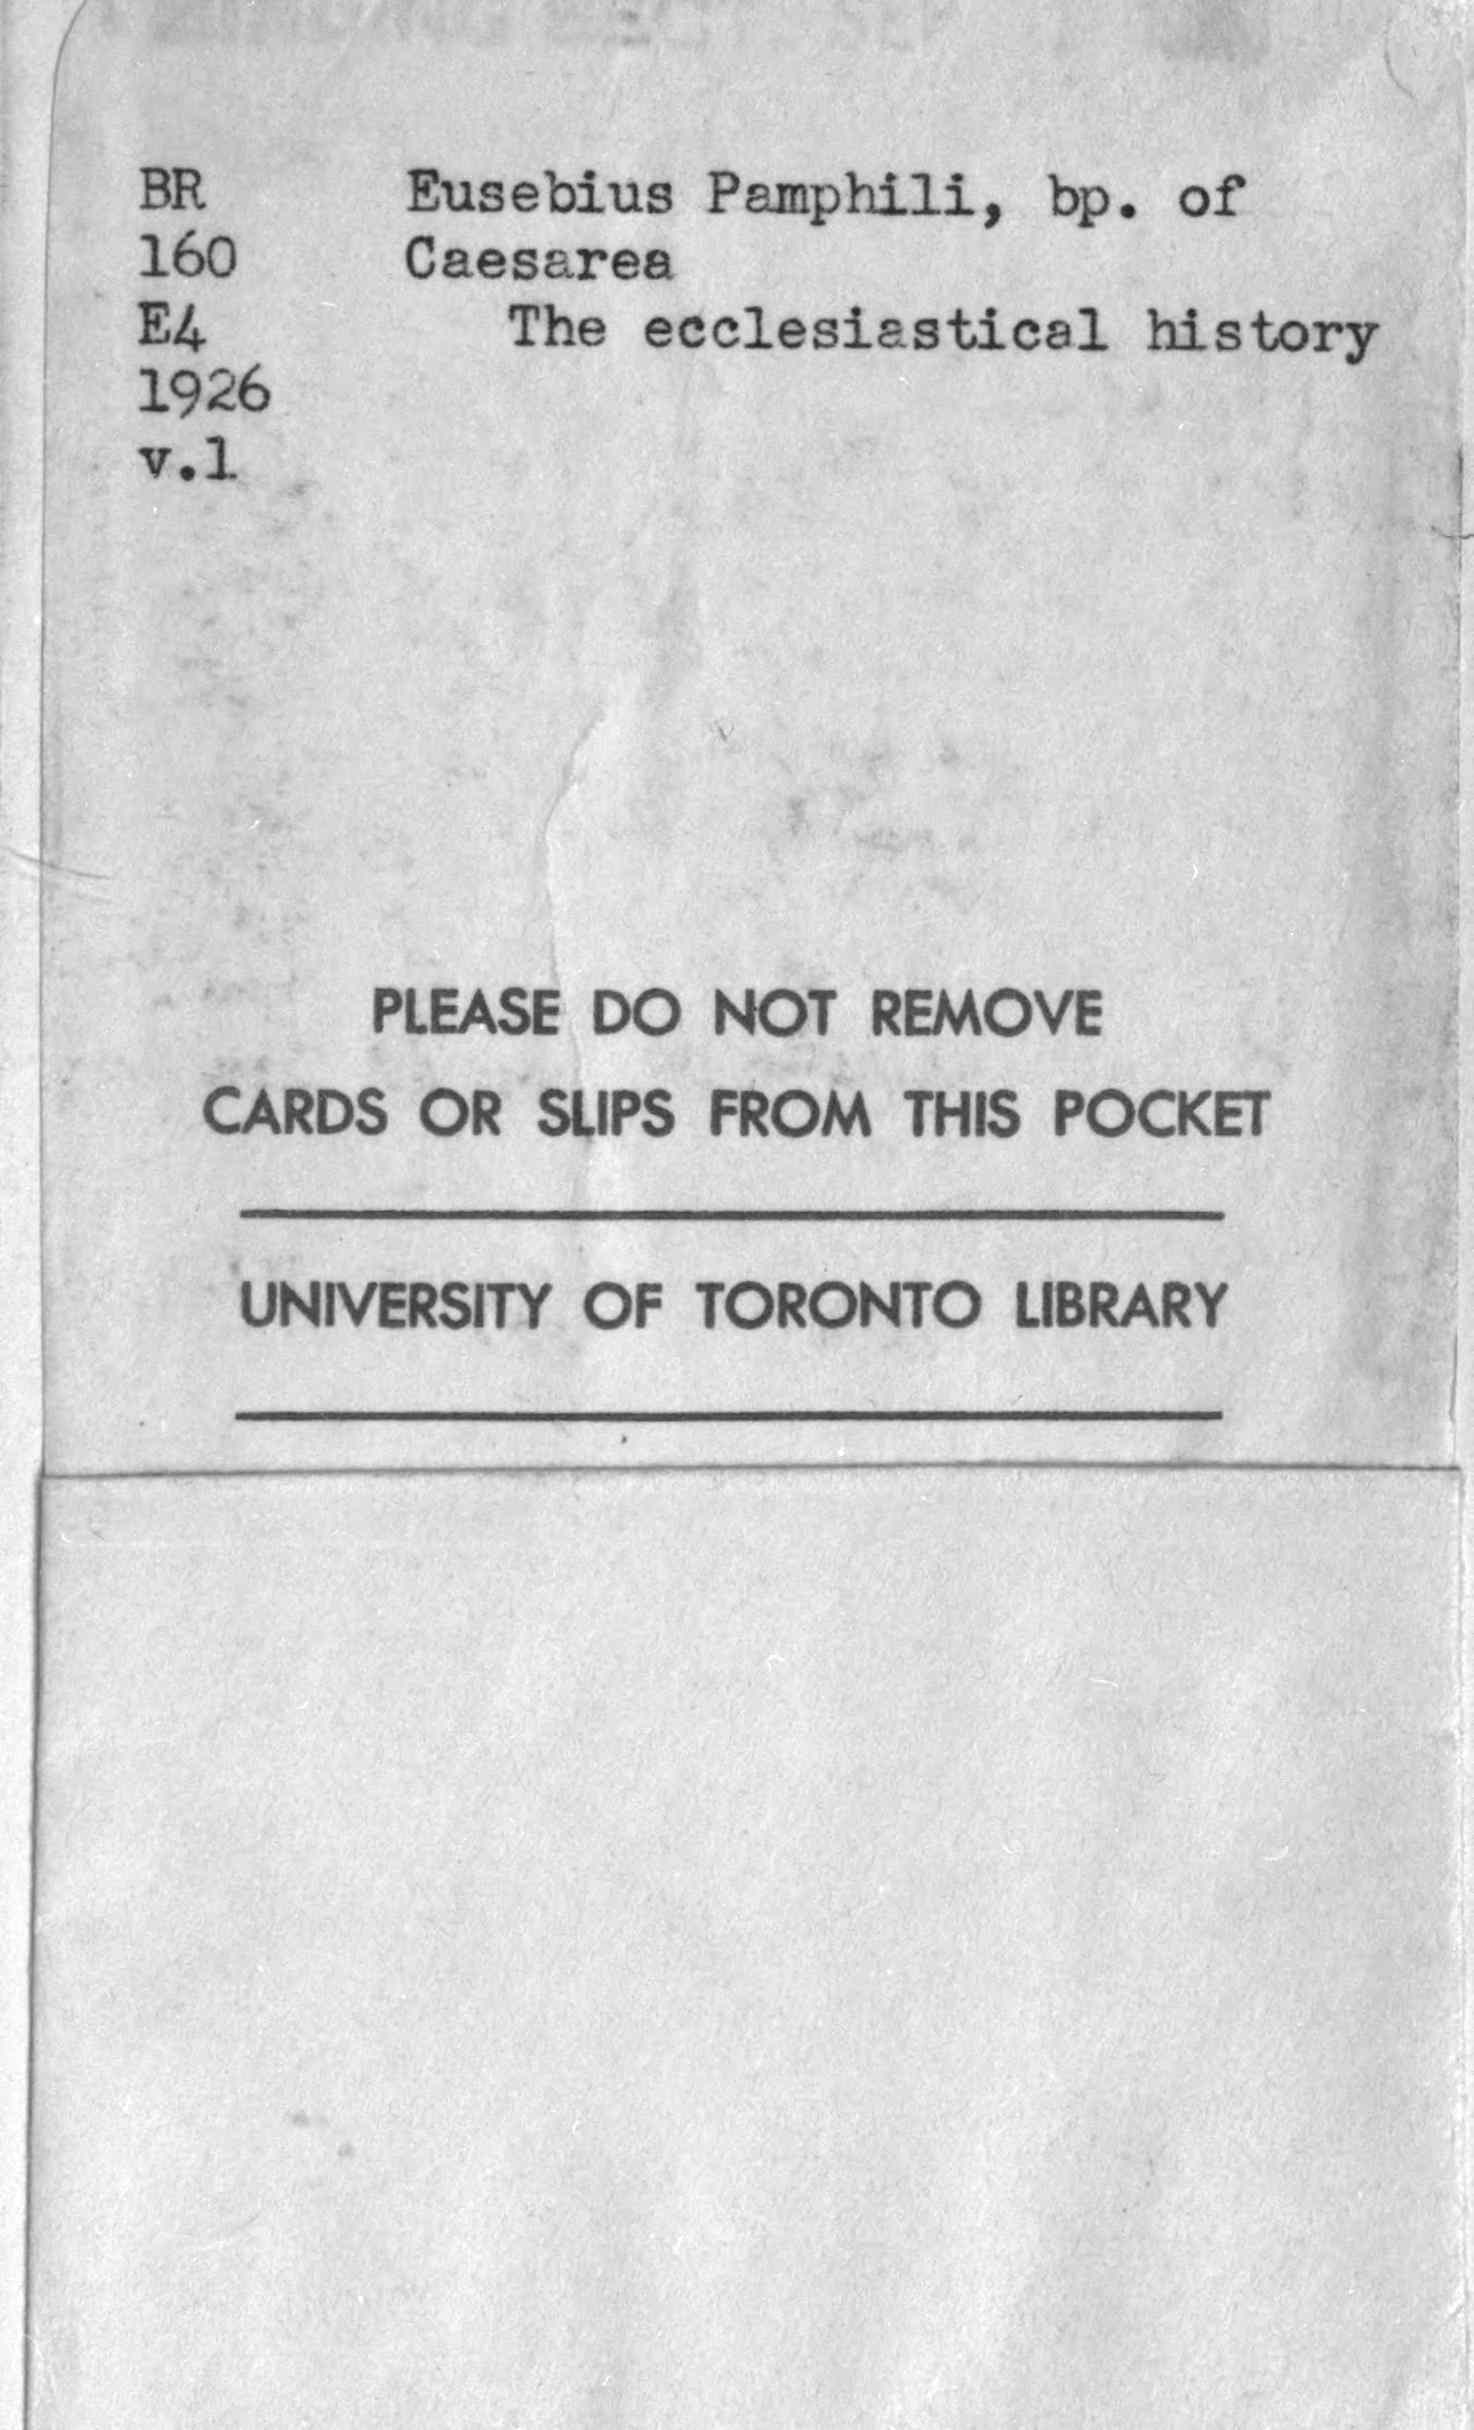 BR Eusebius Pamphili, bp. of
160 Caesarea
E4 The ecclesiastical history
1926
v.1
PLEASE DO NOT REMOVE
CARDS OR SLIPS FROM THIS POCKET
UNIVERSITY OF TORONTO LIBRARY